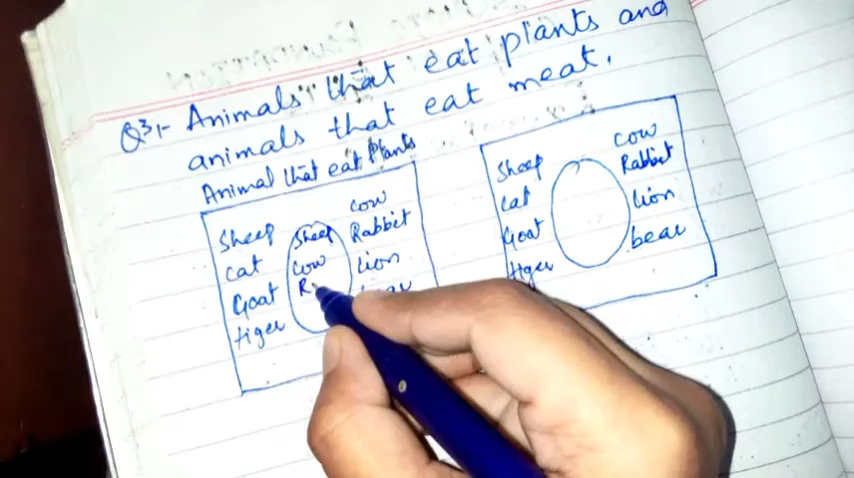 Q3:- Animals that eat plants and
animals that eat meat.
Animal that eat Plants
Sheep
cat
Goat
tiger
Sheep
cow
R
cow
Rabbit
Lion
Sheep
cat
Goat
tiger
cow
Rabbit
Lion
bear